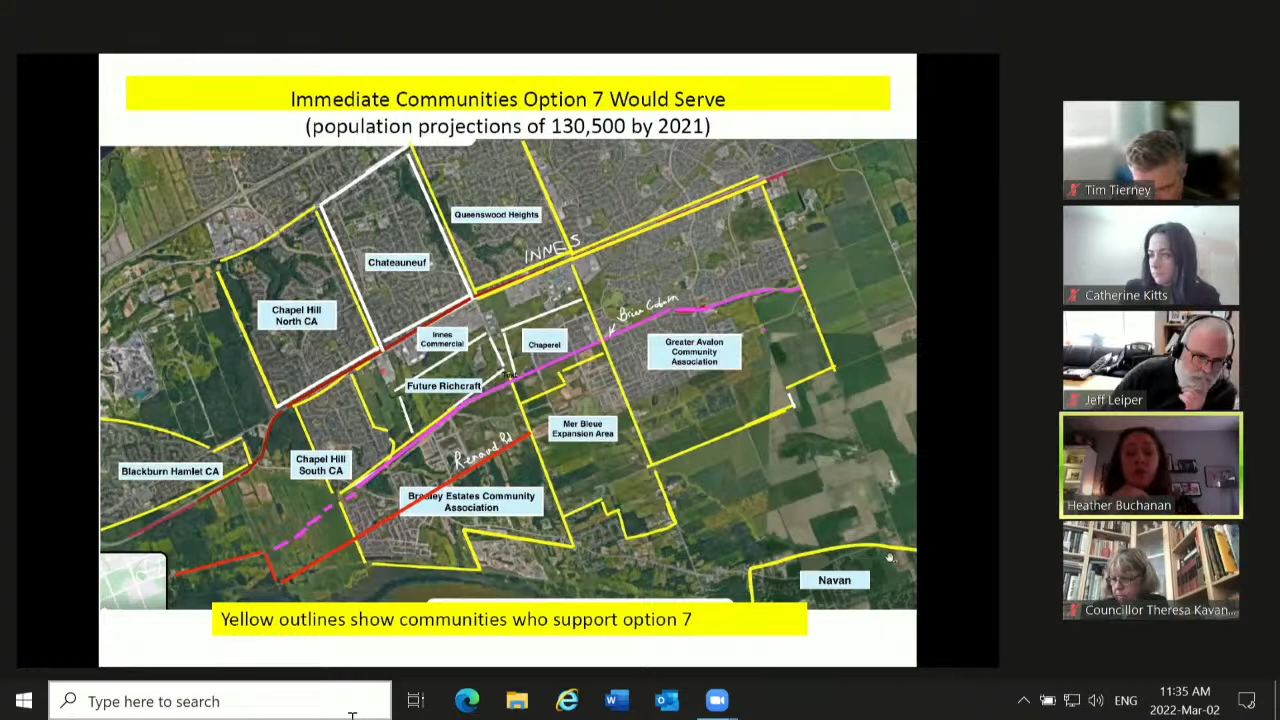 Immediate Communities Option 7 Would Serve
(population projections of 130,500 by 2021)
Queenswood Heights
INNES
Chateauneuf
Chapel Hill
North CA
Innes
Commercial
Chaperel
Brian Coburn
Greater Avalon
Community
Association
Future Richcraft
Mer Bleue
Expansion Area
Renaud Rd
Blackburn Hamlet CA
Chapel Hill
South CA
Bradley Estates Community
Association
Navan
Yellow outlines show communities who support option 7
Tim Tierney
Catherine Kitts
Jeff Leiper
Heather Buchanan
Councillor Theresa Kavan...
Type here to search
ENG
11:35 AM
2022-Mar-02